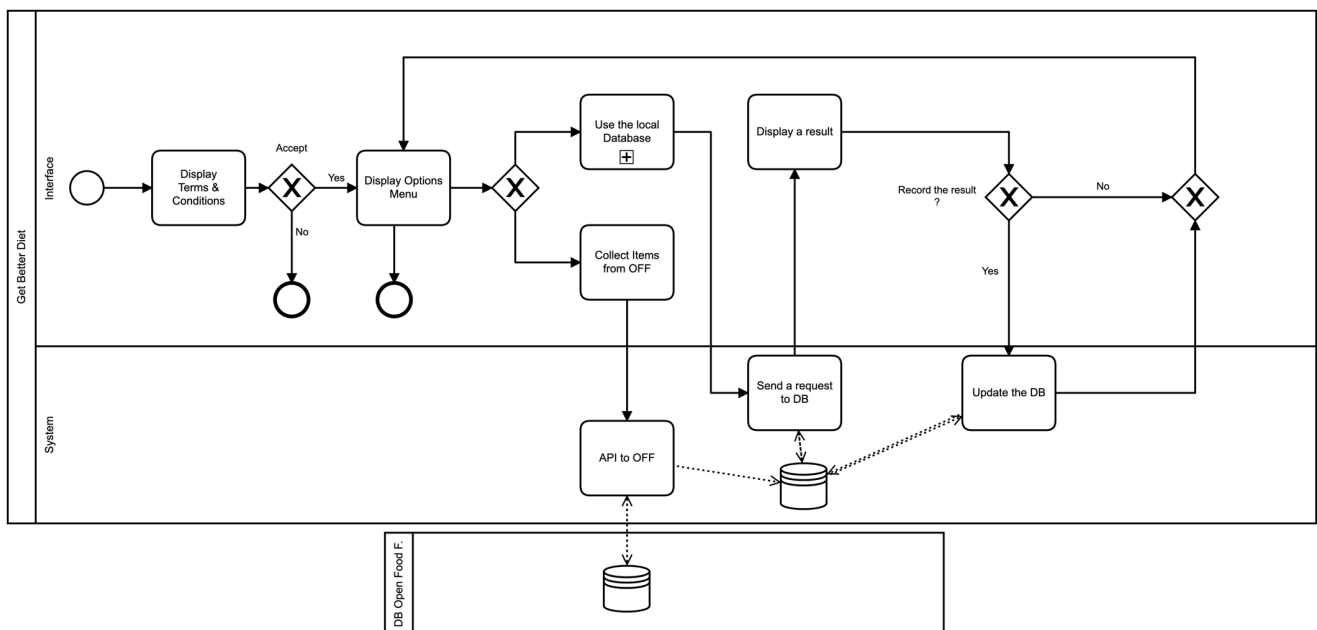 Get Better Diet
Interface
Display
Terms &
Conditions
Accept
Yes
No
Display Options
Menu
Use the local
Database
Collect Items
from OFF
Display a result
Record the result
?
No
Yes
System
API to OFF
Send a request
to DB
Update the DB
DB Open Food F.